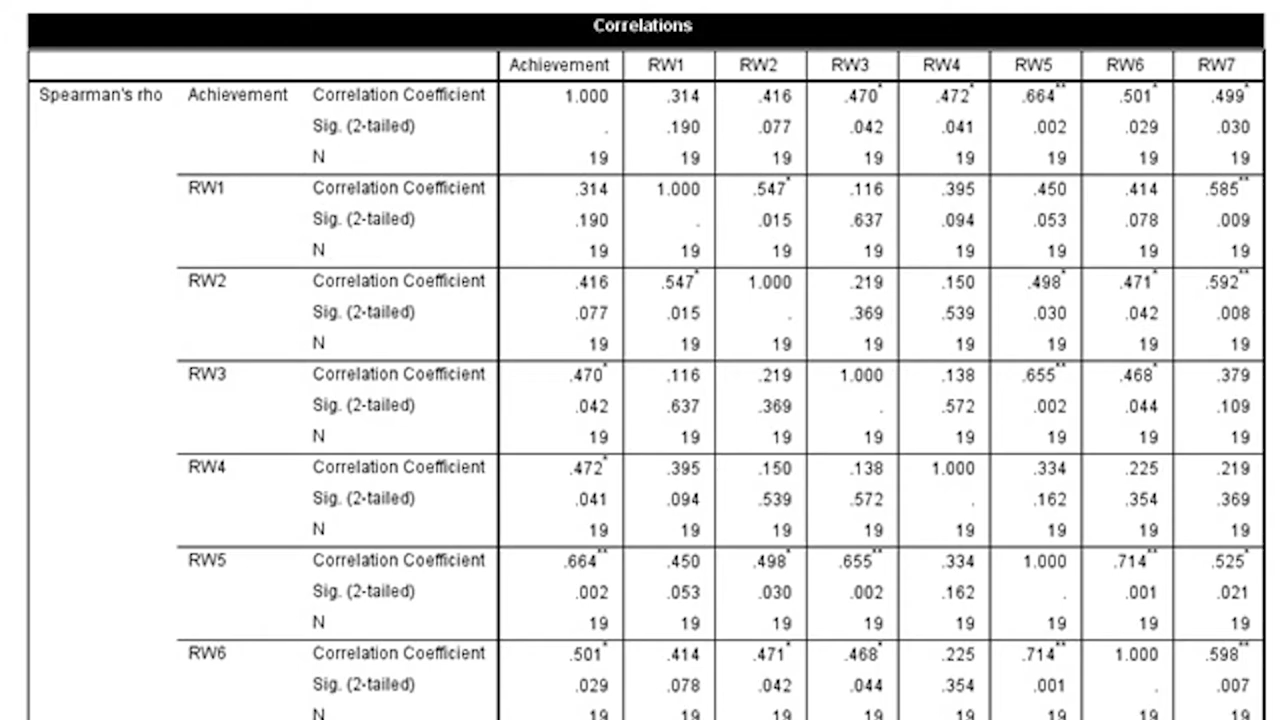 Correlations
Achievement RW1 RW2 RW3 RW4 RW5 RW6 RW7
Spearman's rho Achievement Correlation Coefficient 1.000 .314 .416 .470* .472* .664** .501* .499*
Sig. (2-tailed) . .190 .077 .042 .041 .002 .029 .030
N 19 19 19 19 19 19 19 19
RW1 Correlation Coefficient .314 1.000 .547* .116 .395 .450 .414 .585**
Sig. (2-tailed) .190 . .015 .637 .094 .053 .078 .009
N 19 19 19 19 19 19 19 19
RW2 Correlation Coefficient .416 .547* 1.000 .219 .150 .498* .471* .592**
Sig. (2-tailed) .077 .015 . .369 .539 .030 .042 .008
N 19 19 19 19 19 19 19 19
RW3 Correlation Coefficient .470* .116 .219 1.000 .138 .655** .468* .379
Sig. (2-tailed) .042 .637 .369 . .572 .002 .044 .109
N 19 19 19 19 19 19 19 19
RW4 Correlation Coefficient .472* .395 .150 .138 1.000 .334 .225 .219
Sig. (2-tailed) .041 .094 .539 .572 . .162 .354 .369
N 19 19 19 19 19 19 19 19
RW5 Correlation Coefficient .664** .450 .498* .655** .334 1.000 .714** .525*
Sig. (2-tailed) .002 .053 .030 .002 .162 . .001 .021
N 19 19 19 19 19 19 19 19
RW6 Correlation Coefficient .501* .414 .471* .468* .225 .714** 1.000 .598**
Sig. (2-tailed) .029 .078 .042 .044 .354 .001 . .007
N 19 19 19 19 19 19 19 19